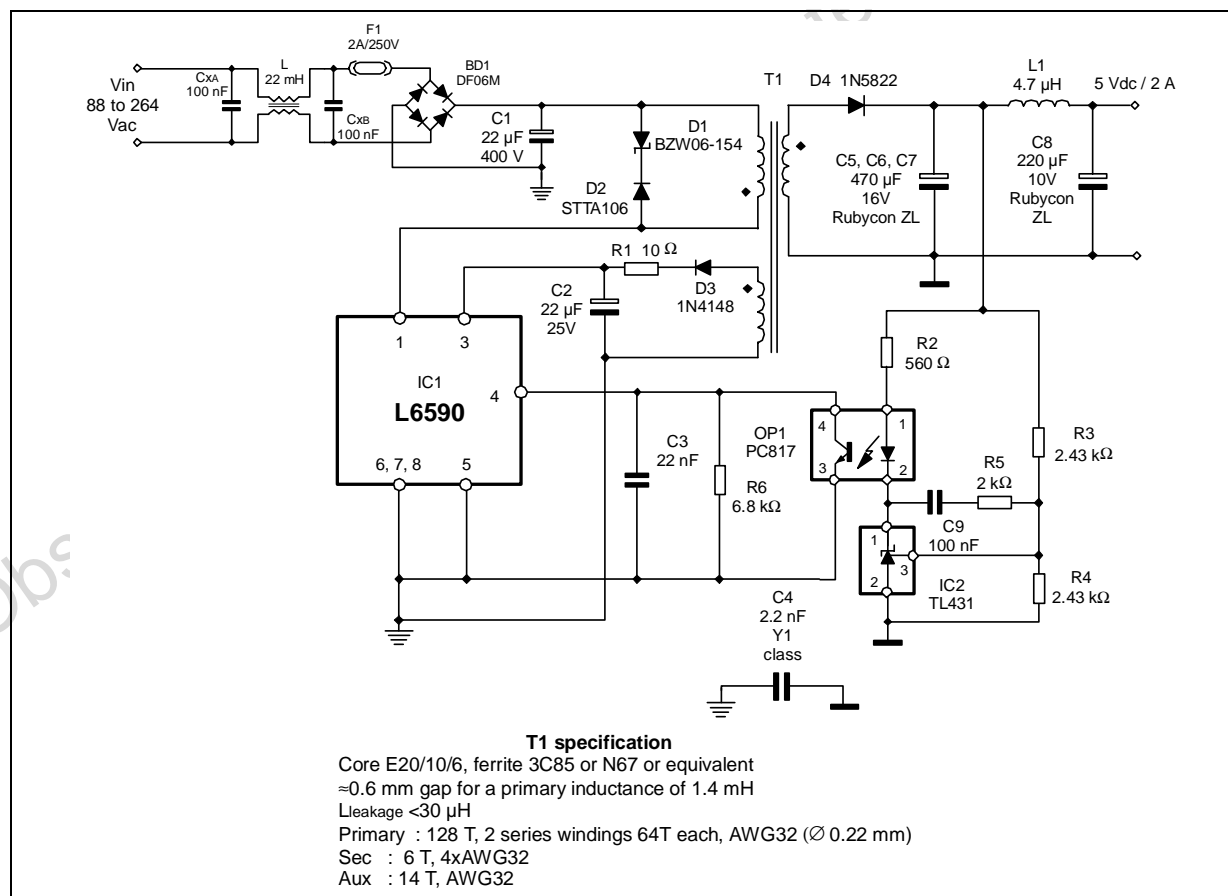 F1
2A/250V
BD1
DF06M
L
22 mH
CxA
100 nF
Vin
88 to 264
Vac
CxB
100 nF
C1
22 µF
400 V
D1
BZW06-154
D2
STTA106
T1
D4 1N5822
L1
4.7 µH
5 Vdc / 2 A
C5, C6, C7
470 µF
16V
Rubycon ZL
C8
220 µF
10V
Rubycon
ZL
R1 10 Ω
D3
1N4148
C2
22 µF
25V
1
3
IC1
L6590
4
6, 7, 8
5
C3
22 nF
R6
6.8 kΩ
OP1
PC817
4
3
1
2
R2
560 Ω
R3
2.43 kΩ
R5
2 kΩ
C9
100 nF
1
2
3
IC2
TL431
R4
2.43 kΩ
C4
2.2 nF
Y1
class
T1 specification
Core E20/10/6, ferrite 3C85 or N67 or equivalent
≈0.6 mm gap for a primary inductance of 1.4 mH
Lleakage <30 µH
Primary : 128 T, 2 series windings 64T each, AWG32 (∅ 0.22 mm)
Sec : 6 T, 4xAWG32
Aux : 14 T, AWG32
Obs